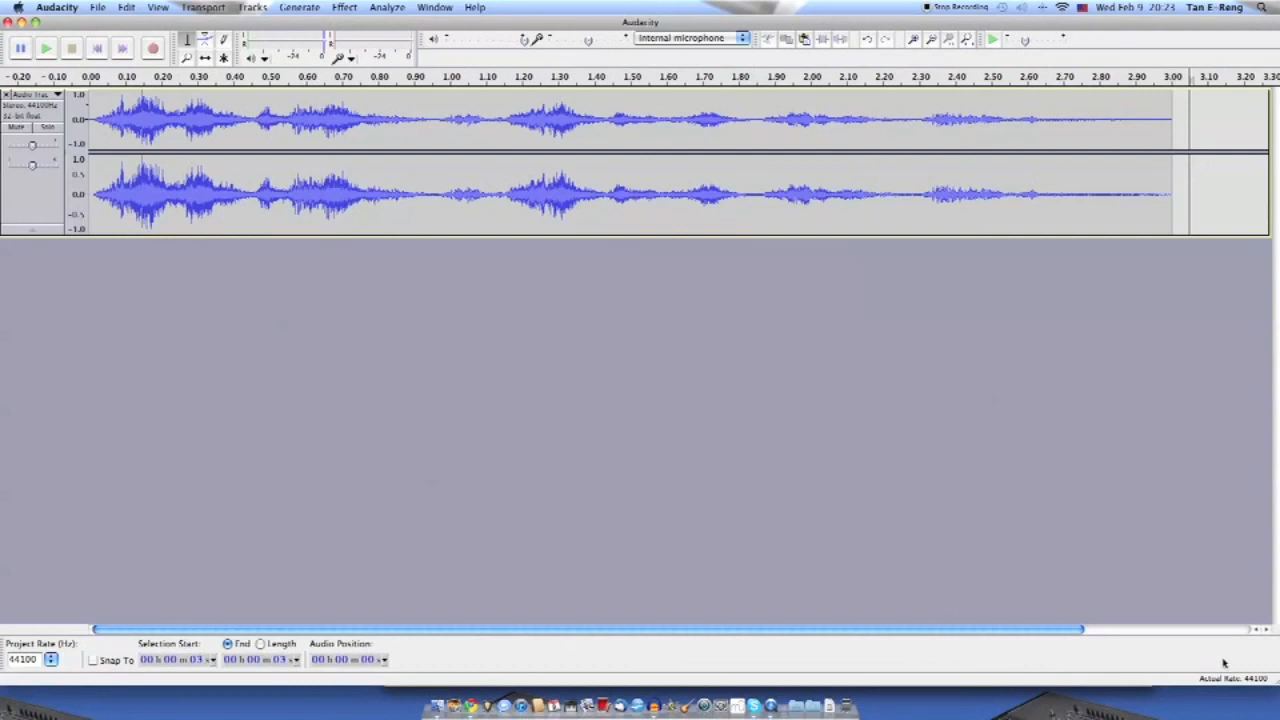 Audacity File Edit View Transport Tracks Generate Effect Analyze Window Help Stop Recording Wed Feb 9 20:23 Tan E-Reng
Audacity
L R L R Internal microphone
-24 0 -24 0
-0.20 -0.10 0.00 0.10 0.20 0.30 0.40 0.50 0.60 0.70 0.80 0.90 1.00 1.10 1.20 1.30 1.40 1.50 1.60 1.70 1.80 1.90 2.00 2.10 2.20 2.30 2.40 2.50 2.60 2.70 2.80 2.90 3.00 3.10 3.20 3.30
Audio Trac 1.0
Stereo, 44100Hz
32-bit float 0.0
Mute Solo
-1.0
1.0
0.5
0.0
-0.5
-1.0
Project Rate (Hz): Selection Start: End Length Audio Position:
44100 Snap To 00 h 00 m 03 s 00 h 00 m 03 s 00 h 00 m 00 s
Actual Rate: 44100